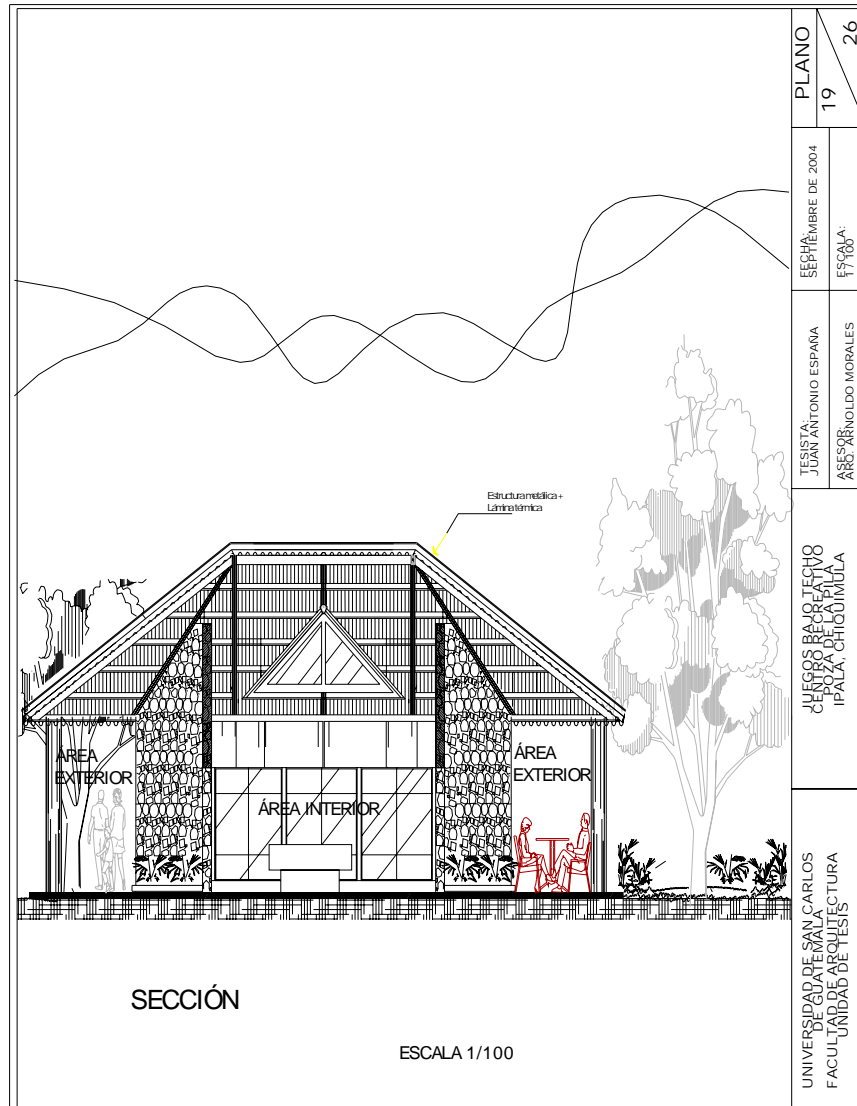 Estructura metálica +
Lámina térmica
ÁREA
EXTERIOR
ÁREA INTERIOR
ÁREA
EXTERIOR
SECCIÓN
ESCALA 1/100
PLANO
19
26
FECHA:
SEPTIEMBRE DE 2004
ESCALA:
1 / 100
TESISTA:
JUAN ANTONIO ESPAÑA
ASESOR:
ARQ. ARNOLDO MORALES
JUEGOS BAJO TECHO
CENTRO RECREATIVO
POZA DE LA PILA
IPALA, CHIQUIMULA
UNIVERSIDAD DE SAN CARLOS
DE GUATEMALA
FACULTAD DE ARQUITECTURA
UNIDAD DE TESIS